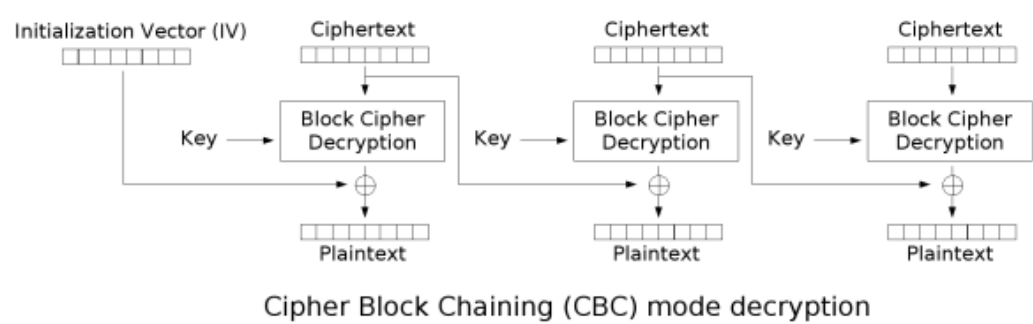 Initialization Vector (IV)
Ciphertext
Ciphertext
Ciphertext
Key
Block Cipher
Decryption
Key
Block Cipher
Decryption
Key
Block Cipher
Decryption
Plaintext
Plaintext
Plaintext
Cipher Block Chaining (CBC) mode decryption